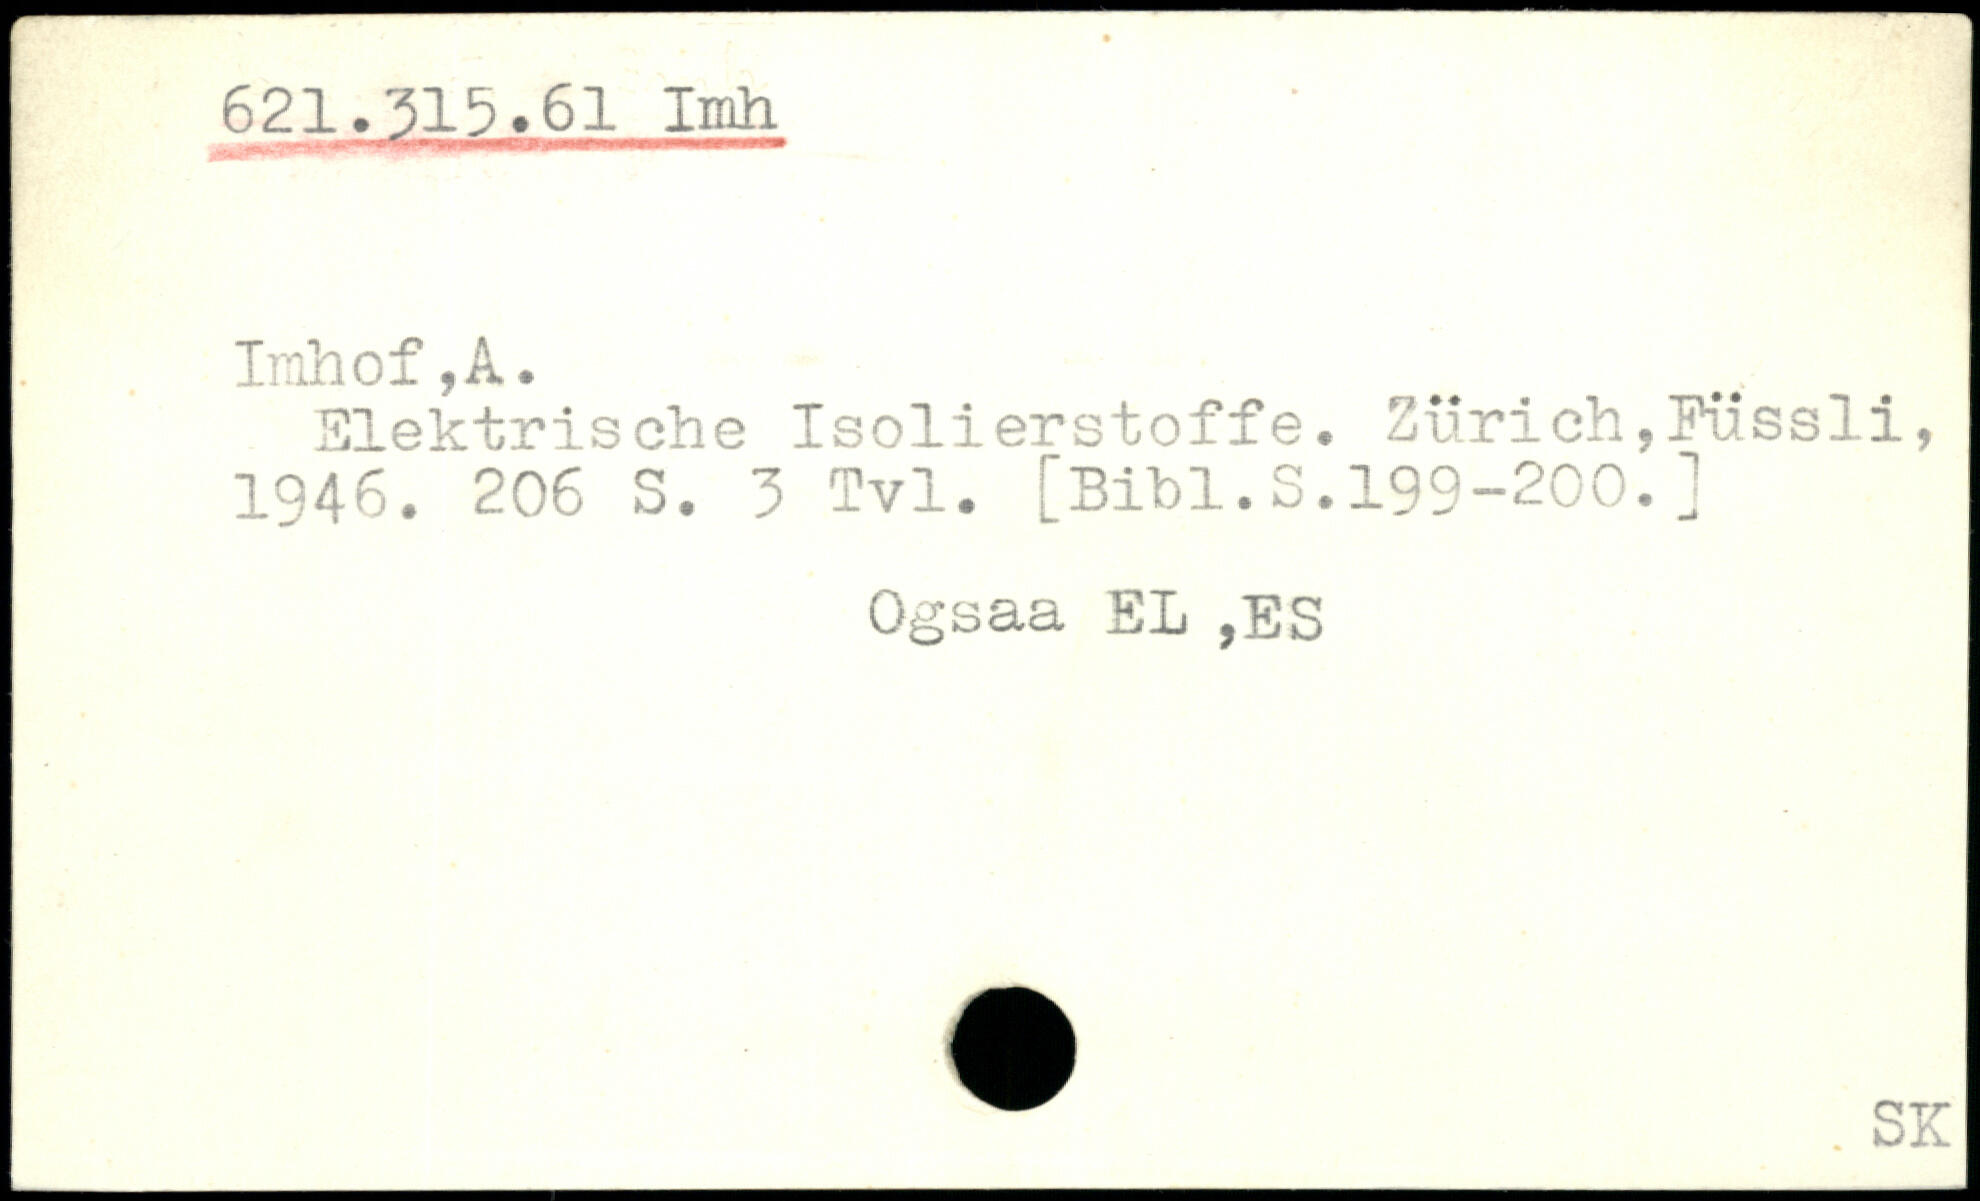 621.315.61 Imh
Imhof,A.
Elektrische Isolierstoffe. Zürich,Füssli,
1946. 206 S. 3 Tvl. [Bibl.S.199-200.]
Ogsaa EL ,ES
SK